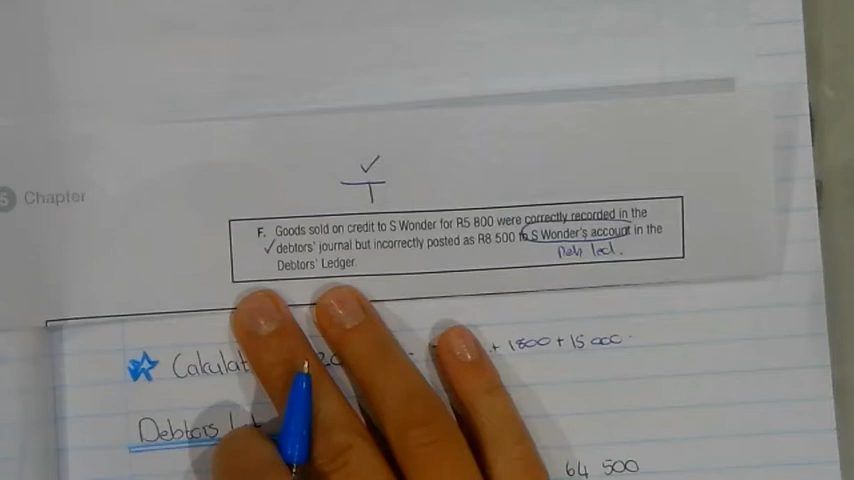 5 Chapter
F. Goods sold on credit to S Wonder for R5 800 were correctly recorded in the
debtors' journal but incorrectly posted as R8 500 to S Wonder's account in the
Debtors' Ledger.
Deb led.
+ 1800 + 15 000
Debtors
64 500